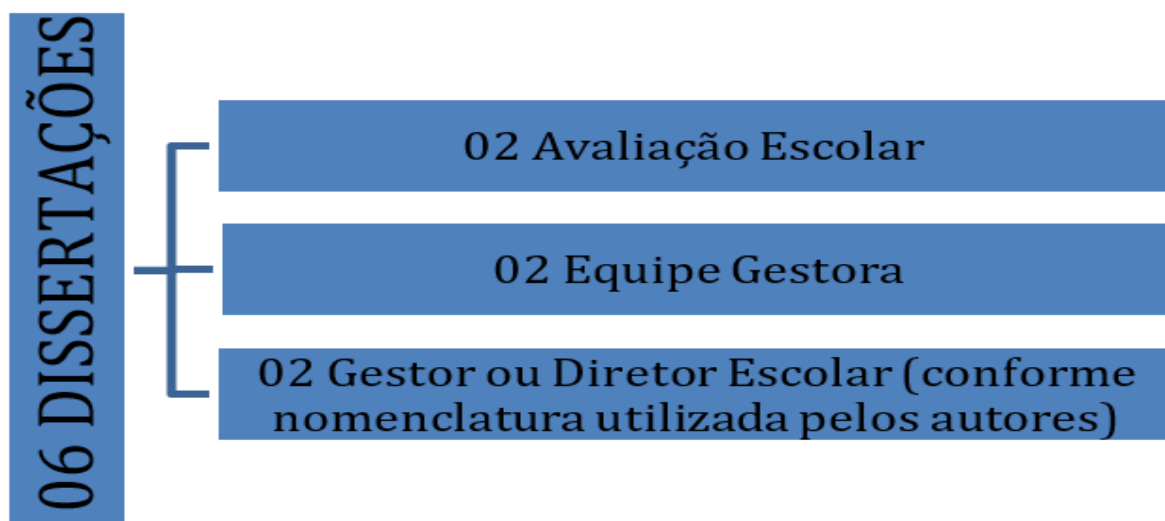 06 DISSERTAÇÕES
02 Avaliação Escolar
02 Equipe Gestora
02 Gestor ou Diretor Escolar (conforme
nomenclatura utilizada pelos autores)